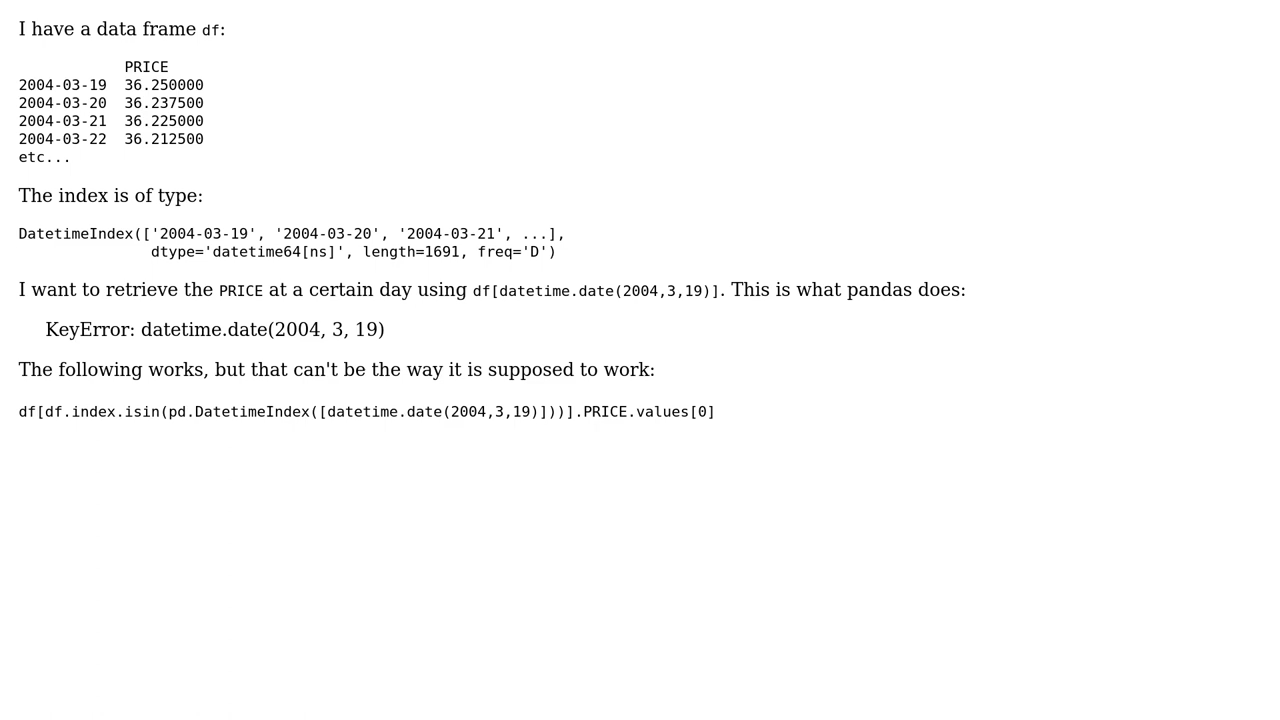 I have a data frame df:
            PRICE
2004-03-19  36.250000
2004-03-20  36.237500
2004-03-21  36.225000
2004-03-22  36.212500
etc...
The index is of type:
DatetimeIndex(['2004-03-19', '2004-03-20', '2004-03-21', ...],
               dtype='datetime64[ns]', length=1691, freq='D')
I want to retrieve the PRICE at a certain day using df[datetime.date(2004,3,19)]. This is what pandas does:
KeyError: datetime.date(2004, 3, 19)
The following works, but that can't be the way it is supposed to work:
df[df.index.isin(pd.DatetimeIndex([datetime.date(2004,3,19)]))].PRICE.values[0]